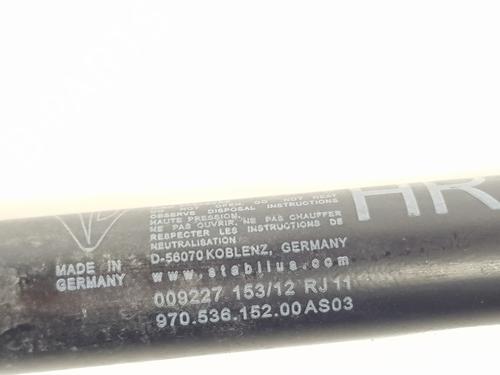 DO NOT OPEN DO NOT HEAT
OBSERVE DISPOSAL INSTRUCTIONS
HAUTE PRESSION.
NE PAS OUVRIR. NE PAS CHAUFFER
RESPECTER LES INSTRUCTIONS DE
NEUTRALISATION
D-56070 KOBLENZ, GERMANY
www.stabilus.com
MADE IN
GERMANY
009227 153/12 RJ 11
970.536.152.00 AS03
HR